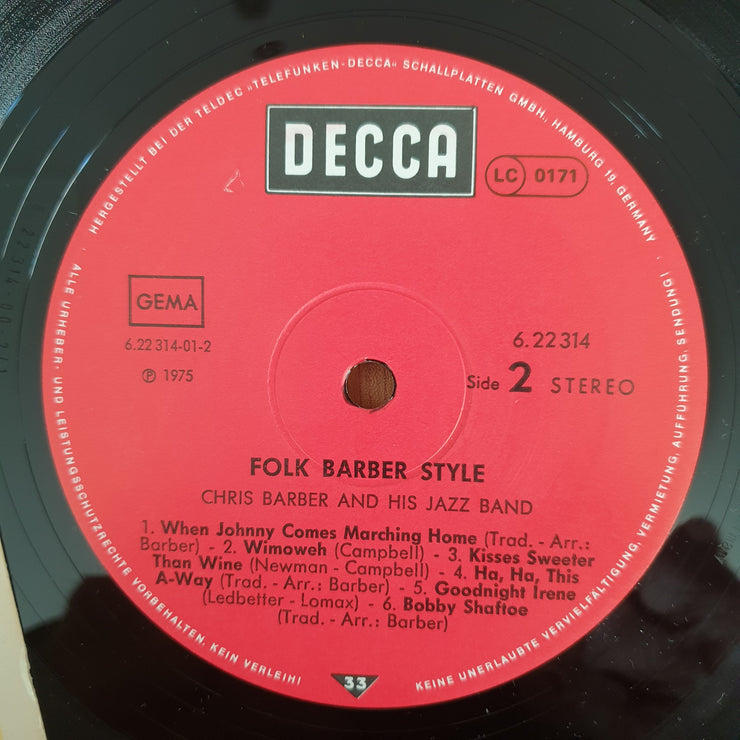 HERGESTELLT BEI DER TELDEC »TELEFUNKEN-DECCA« SCHALLPLATTEN GMBH., HAMBURG 19, GERMANY
DECCA
LC 0171
GEMA
6.22314-01-2
℗ 1975
6.22314
Side 2 STEREO
FOLK BARBER STYLE
CHRIS BARBER AND HIS JAZZ BAND
1. When Johnny Comes Marching Home (Trad. - Arr.:
Barber) - 2. Wimoweh (Campbell) - 3. Kisses Sweeter
Than Wine (Newman - Campbell) - 4. Ha, Ha, This
A-Way (Trad. - Arr.: Barber) - 5. Goodnight Irene
(Ledbetter - Lomax) - 6. Bobby Shaftoe
(Trad. - Arr.: Barber)
ALLE URHEBER- UND LEISTUNGSSCHUTZRECHTE VORBEHALTEN. KEIN VERLEIH!
33
KEINE UNERLAUBTE VERVIELFÄLTIGUNG, VERMIETUNG, AUFFÜHRUNG, SENDUNG!